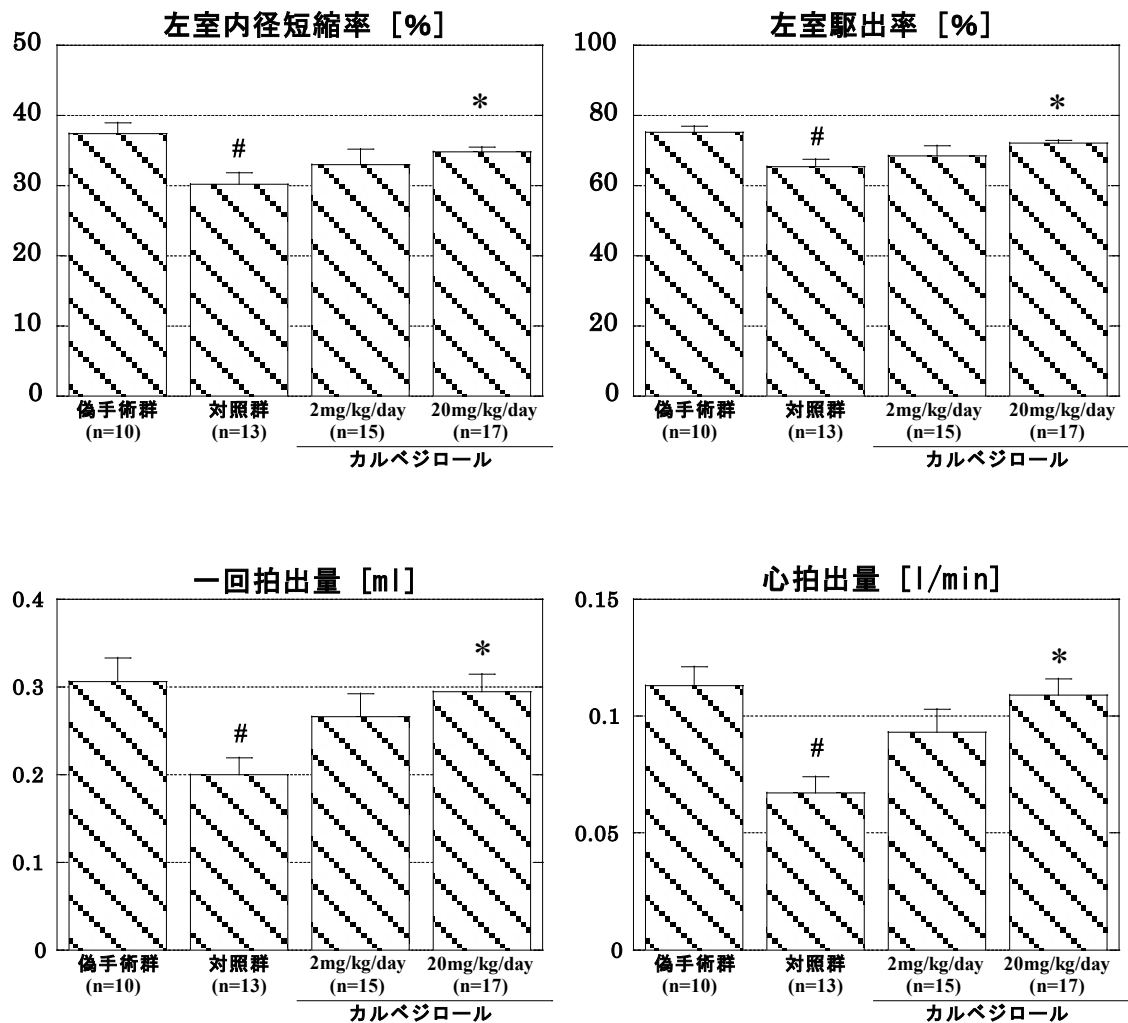 左室内径短縮率 [%]
50
40
30
20
10
0
#
*
偽手術群 対照群 2mg/kg/day 20mg/kg/day
(n=10) (n=13) (n=15) (n=17)
カルベジロール
左室駆出率 [%]
100
80
60
40
20
0
#
*
偽手術群 対照群 2mg/kg/day 20mg/kg/day
(n=10) (n=13) (n=15) (n=17)
カルベジロール
一回拍出量 [ml]
0.4
0.3
0.2
0.1
0
#
*
偽手術群 対照群 2mg/kg/day 20mg/kg/day
(n=10) (n=13) (n=15) (n=17)
カルベジロール
心拍出量 [l/min]
0.15
0.1
0.05
0
#
*
偽手術群 対照群 2mg/kg/day 20mg/kg/day
(n=10) (n=13) (n=15) (n=17)
カルベジロール